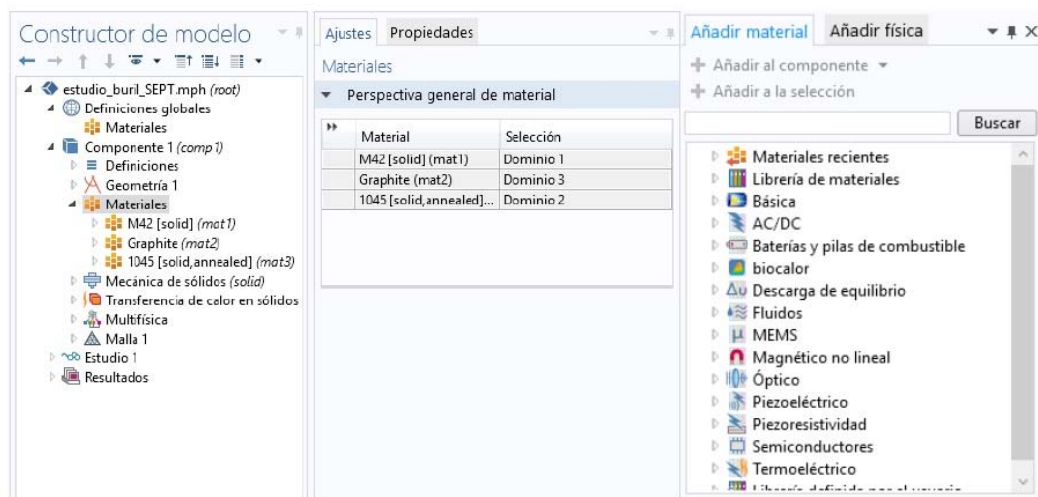 Constructor de modelo
estudio_buril_SEPT.mph (root)
Definiciones globales
Materiales
Componente 1 (comp1)
Definiciones
Geometría 1
Materiales
M42 [solid] (mat1)
Graphite (mat2)
1045 [solid,annealed] (mat3)
Mecánica de sólidos (solid)
Transferencia de calor en sólidos
Multifísica
Malla 1
Estudio 1
Resultados
Ajustes Propiedades
Materiales
Perspectiva general de material
Material Selección
M42 [solid] (mat1) Dominio 1
Graphite (mat2) Dominio 3
1045 [solid,annealed]... Dominio 2
Añadir material Añadir física
Añadir al componente
Añadir a la selección
Buscar
Materiales recientes
Librería de materiales
Básica
AC/DC
Baterías y pilas de combustible
biocalor
Descarga de equilibrio
Fluidos
MEMS
Magnético no lineal
Óptico
Piezoeléctrico
Piezoresistividad
Semiconductores
Termoeléctrico
Librería definida por el usuario